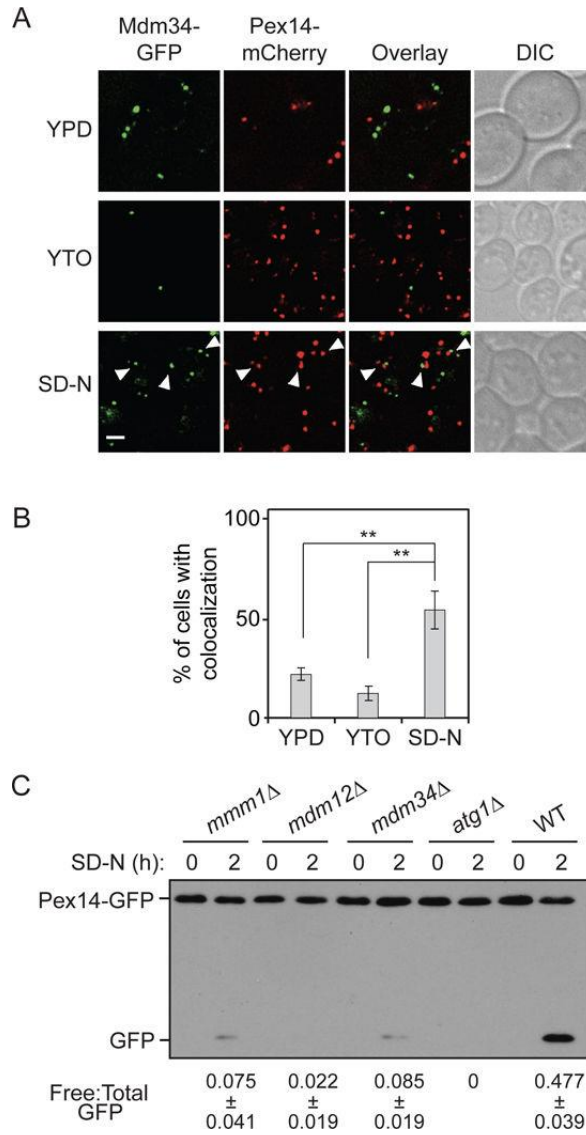 A
Mdm34-GFP Pex14-mCherry Overlay DIC
YPD
YTO
SD-N
B
% of cells with colocalization
100
50
0
** 
**
YPD YTO SD-N
C
mmm1Δ mdm12Δ mdm34Δ atg1Δ WT
SD-N (h): 0 2 0 2 0 2 0 2 0 2
Pex14-GFP
GFP
Free:Total GFP
0.075 0.022 0.085 0 0.477
± ± ± ±
0.041 0.019 0.019 0.039